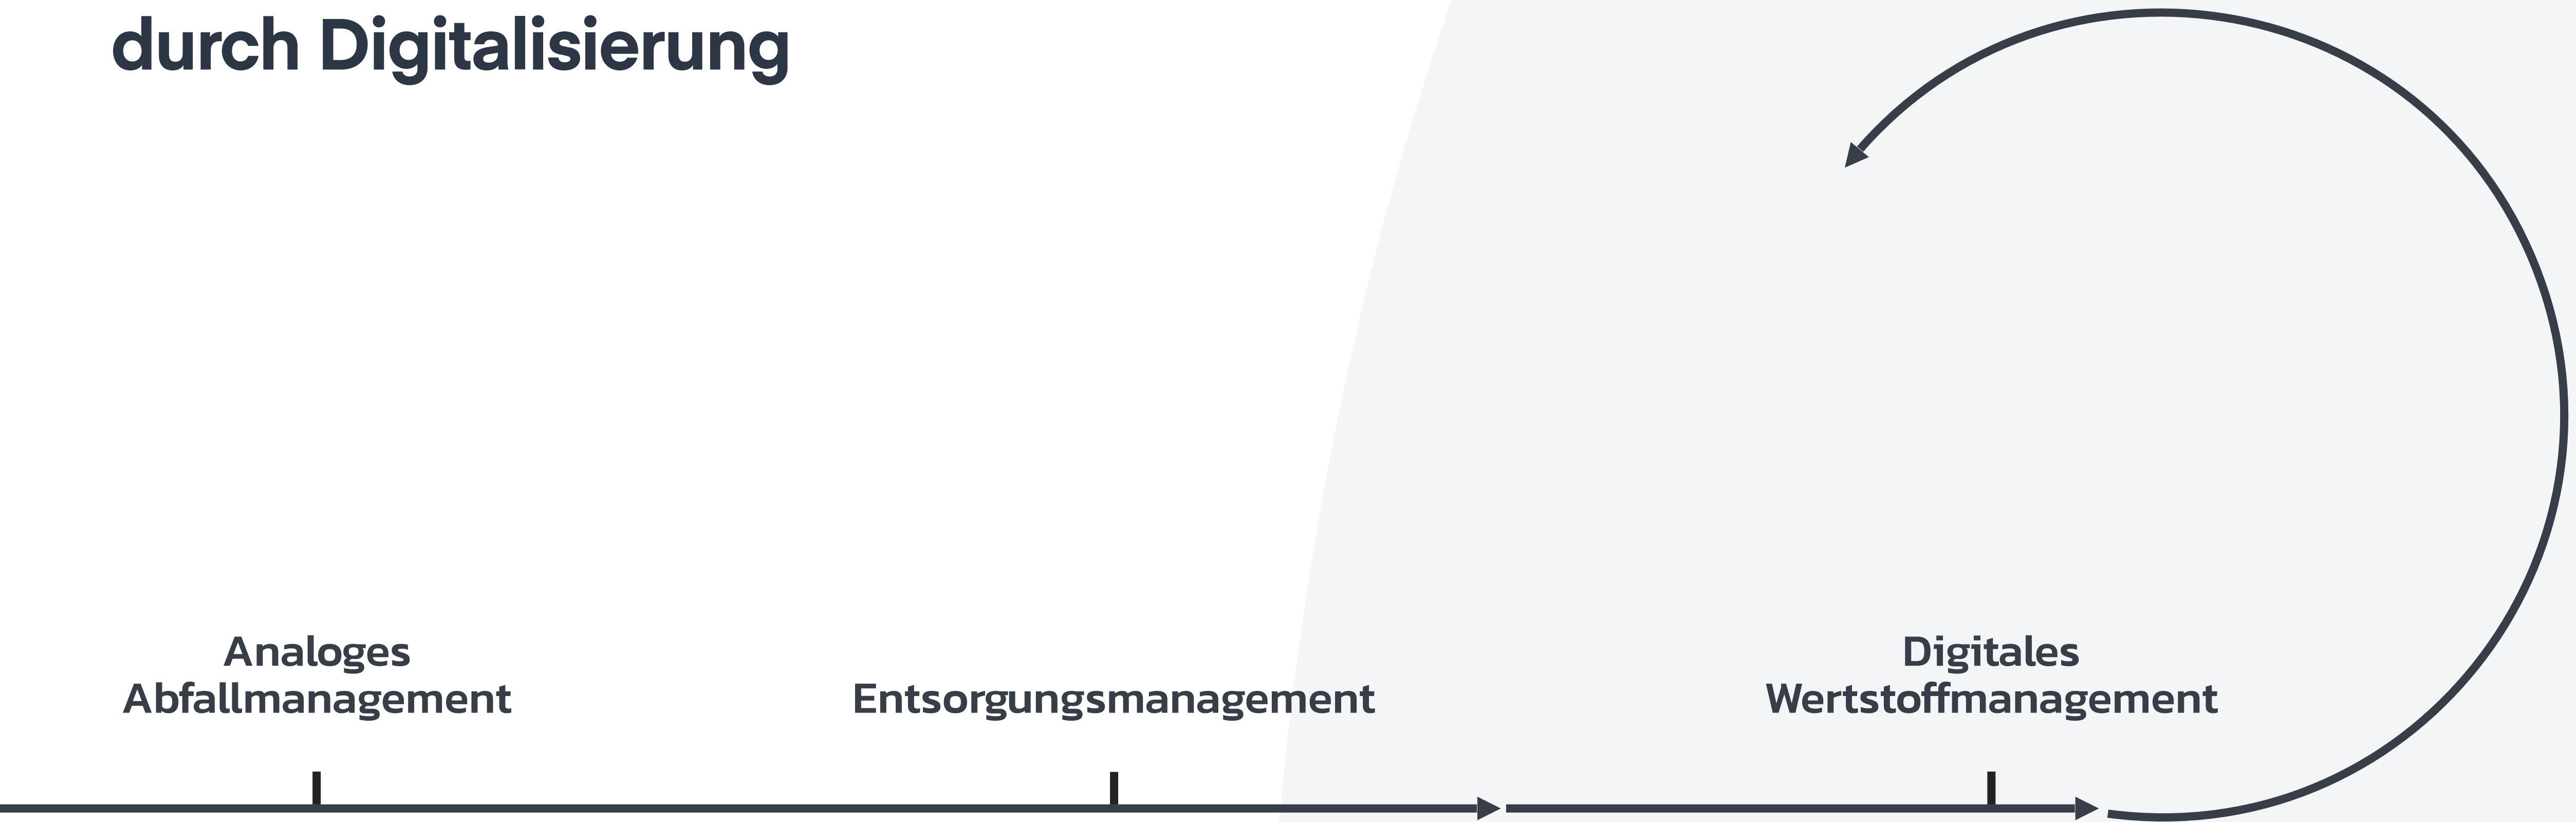 durch Digitalisierung
Analoges
Abfallmanagement
Entsorgungsmanagement
Digitales
Wertstoffmanagement